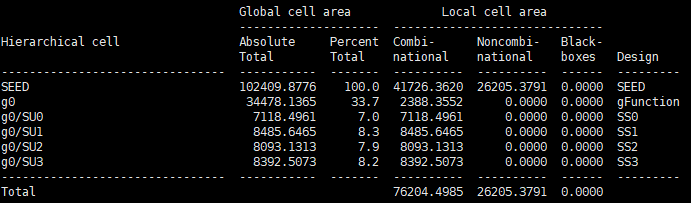 Global cell area          Local cell area
                                  -------------------  ------------------------------
Hierarchical cell                 Absolute    Percent  Combi-      Noncombi-   Black-
                                  Total       Total    national    national    boxes   Design
--------------------------------  -----------  -------  ----------  ----------  ------  ---------
SEED                              102409.8776    100.0  41726.3620  26205.3791  0.0000  SEED
g0                                 34478.1365     33.7   2388.3552      0.0000  0.0000  gFunction
g0/SU0                              7118.4961      7.0   7118.4961      0.0000  0.0000  SS0
g0/SU1                              8485.6465      8.3   8485.6465      0.0000  0.0000  SS1
g0/SU2                              8093.1313      7.9   8093.1313      0.0000  0.0000  SS2
g0/SU3                              8392.5073      8.2   8392.5073      0.0000  0.0000  SS3
--------------------------------  -----------  -------  ----------  ----------  ------  ---------
Total                                                   76204.4985  26205.3791  0.0000